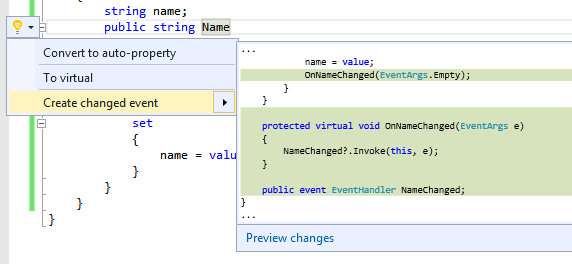 {
string name;
public string Name
Convert to auto-property
To virtual
Create changed event
set
{
name = valu
}
}
}
}
...
name = value;
OnNameChanged(EventArgs.Empty);
}
}
protected virtual void OnNameChanged(EventArgs e)
{
NameChanged?.Invoke(this, e);
}
public event EventHandler NameChanged;
}
...
Preview changes